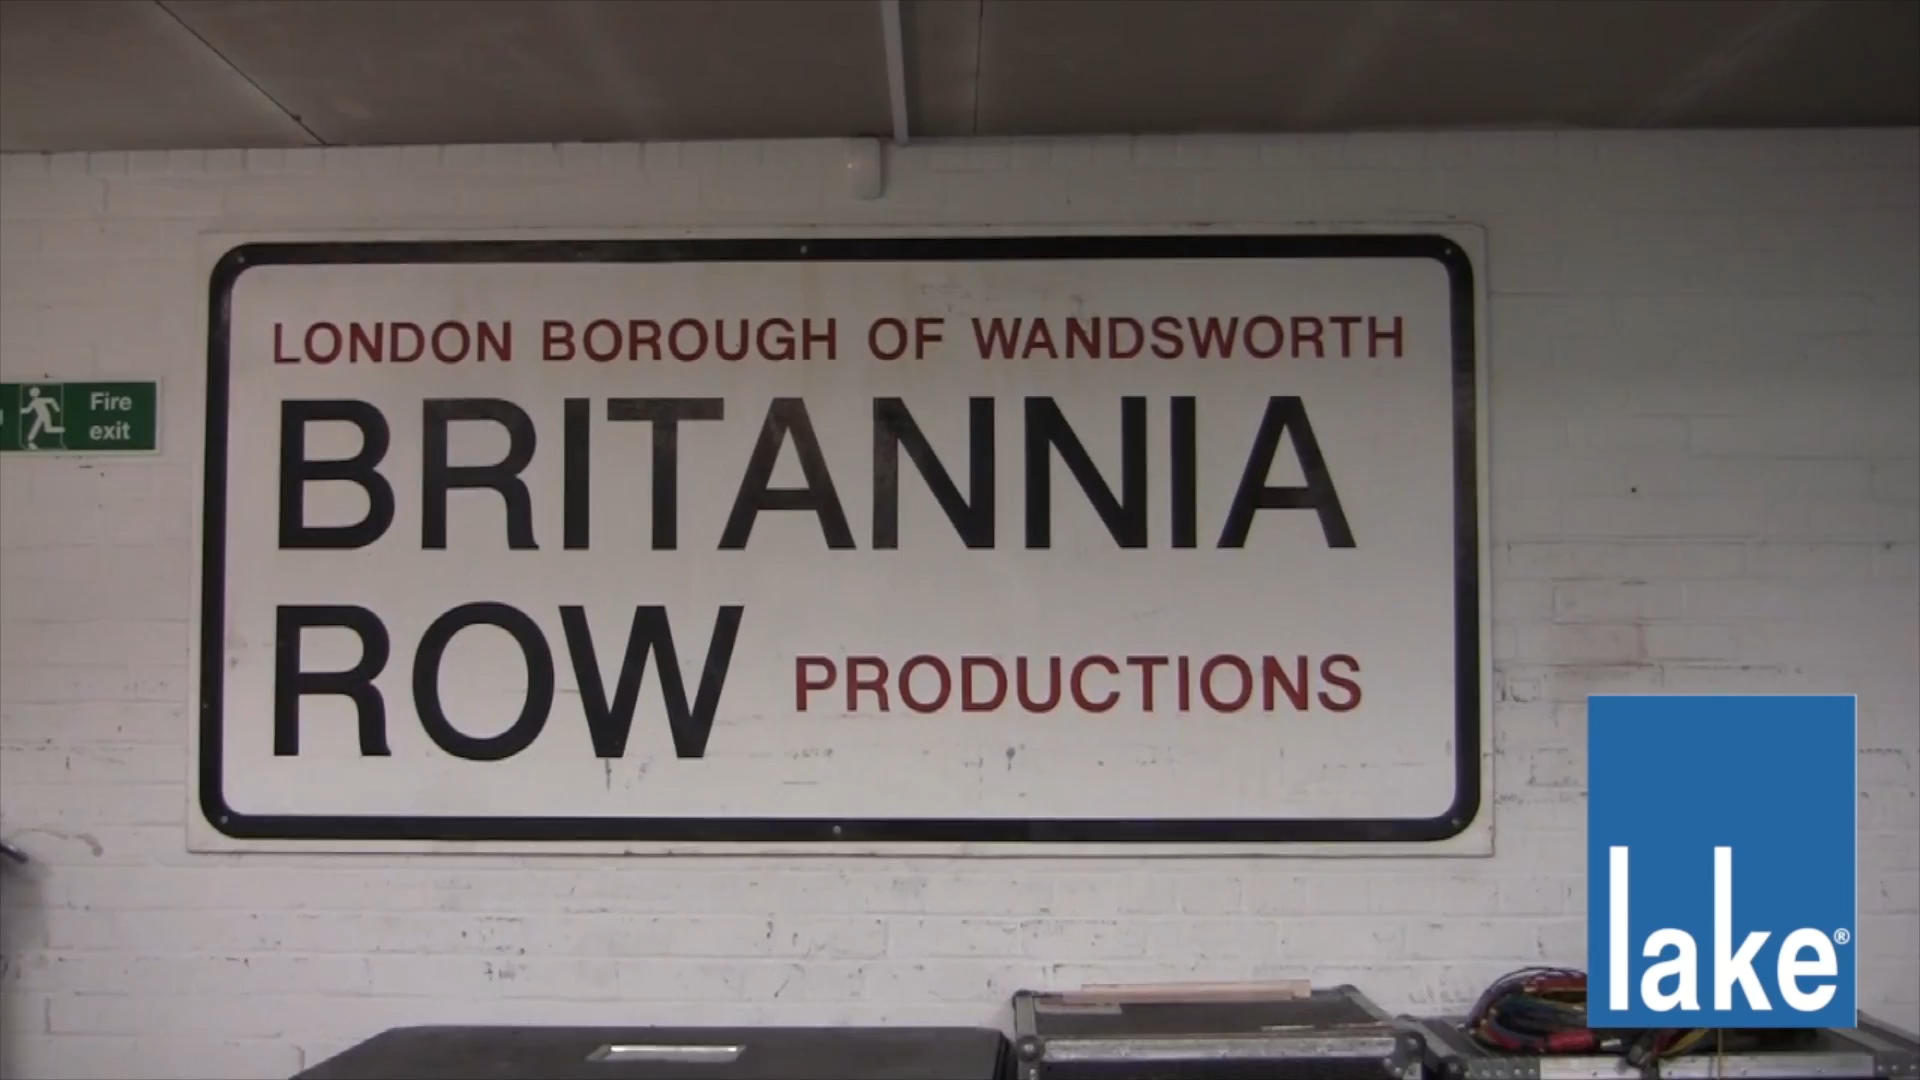 LONDON BOROUGH OF WANDSWORTH
BRITANNIA
ROW PRODUCTIONS
Fire
exit
lake®